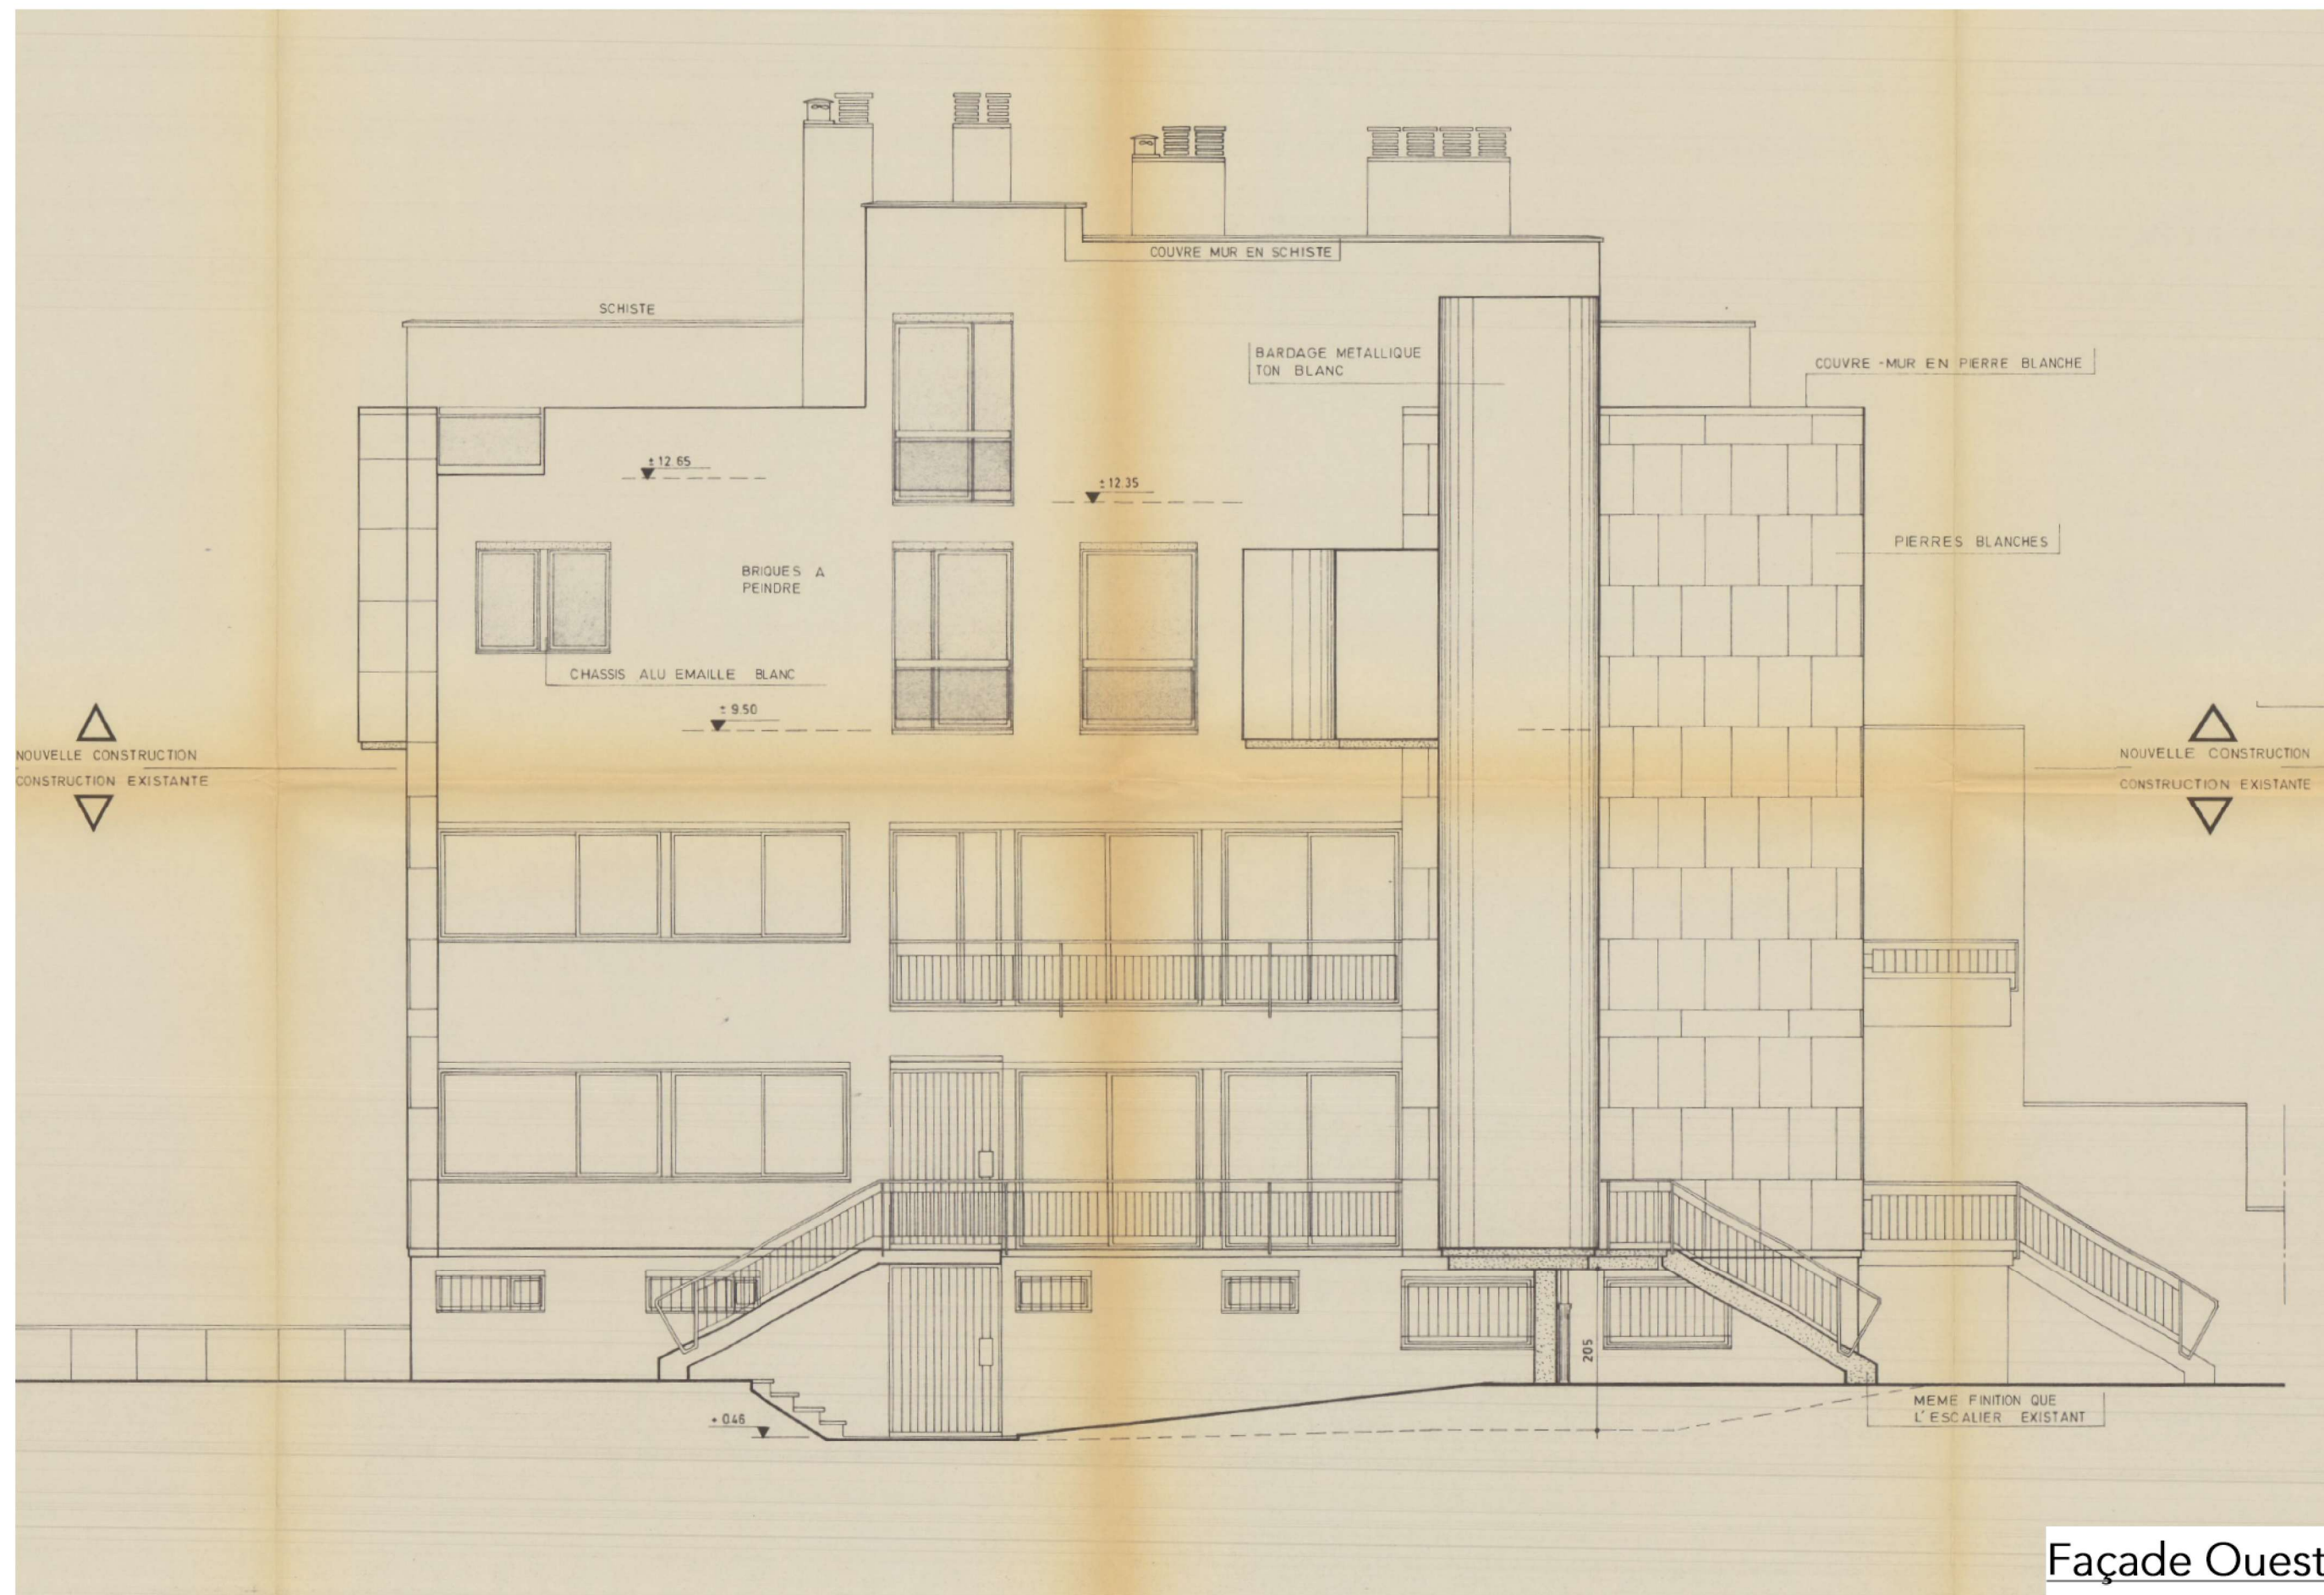 COUVRE MUR EN SCHISTE
SCHISTE
BARDAGE METALLIQUE
TON BLANC
COUVRE-MUR EN PIERRE BLANCHE
± 12.65
± 12.35
PIERRES BLANCHES
BRIQUES A
PEINDRE
CHASSIS ALU EMAILLE BLANC
± 9.50
NOUVELLE CONSTRUCTION
CONSTRUCTION EXISTANTE
NOUVELLE CONSTRUCTION
CONSTRUCTION EXISTANTE
205
+ 0.46
MEME FINITION QUE
L'ESCALIER EXISTANT
Façade Ouest